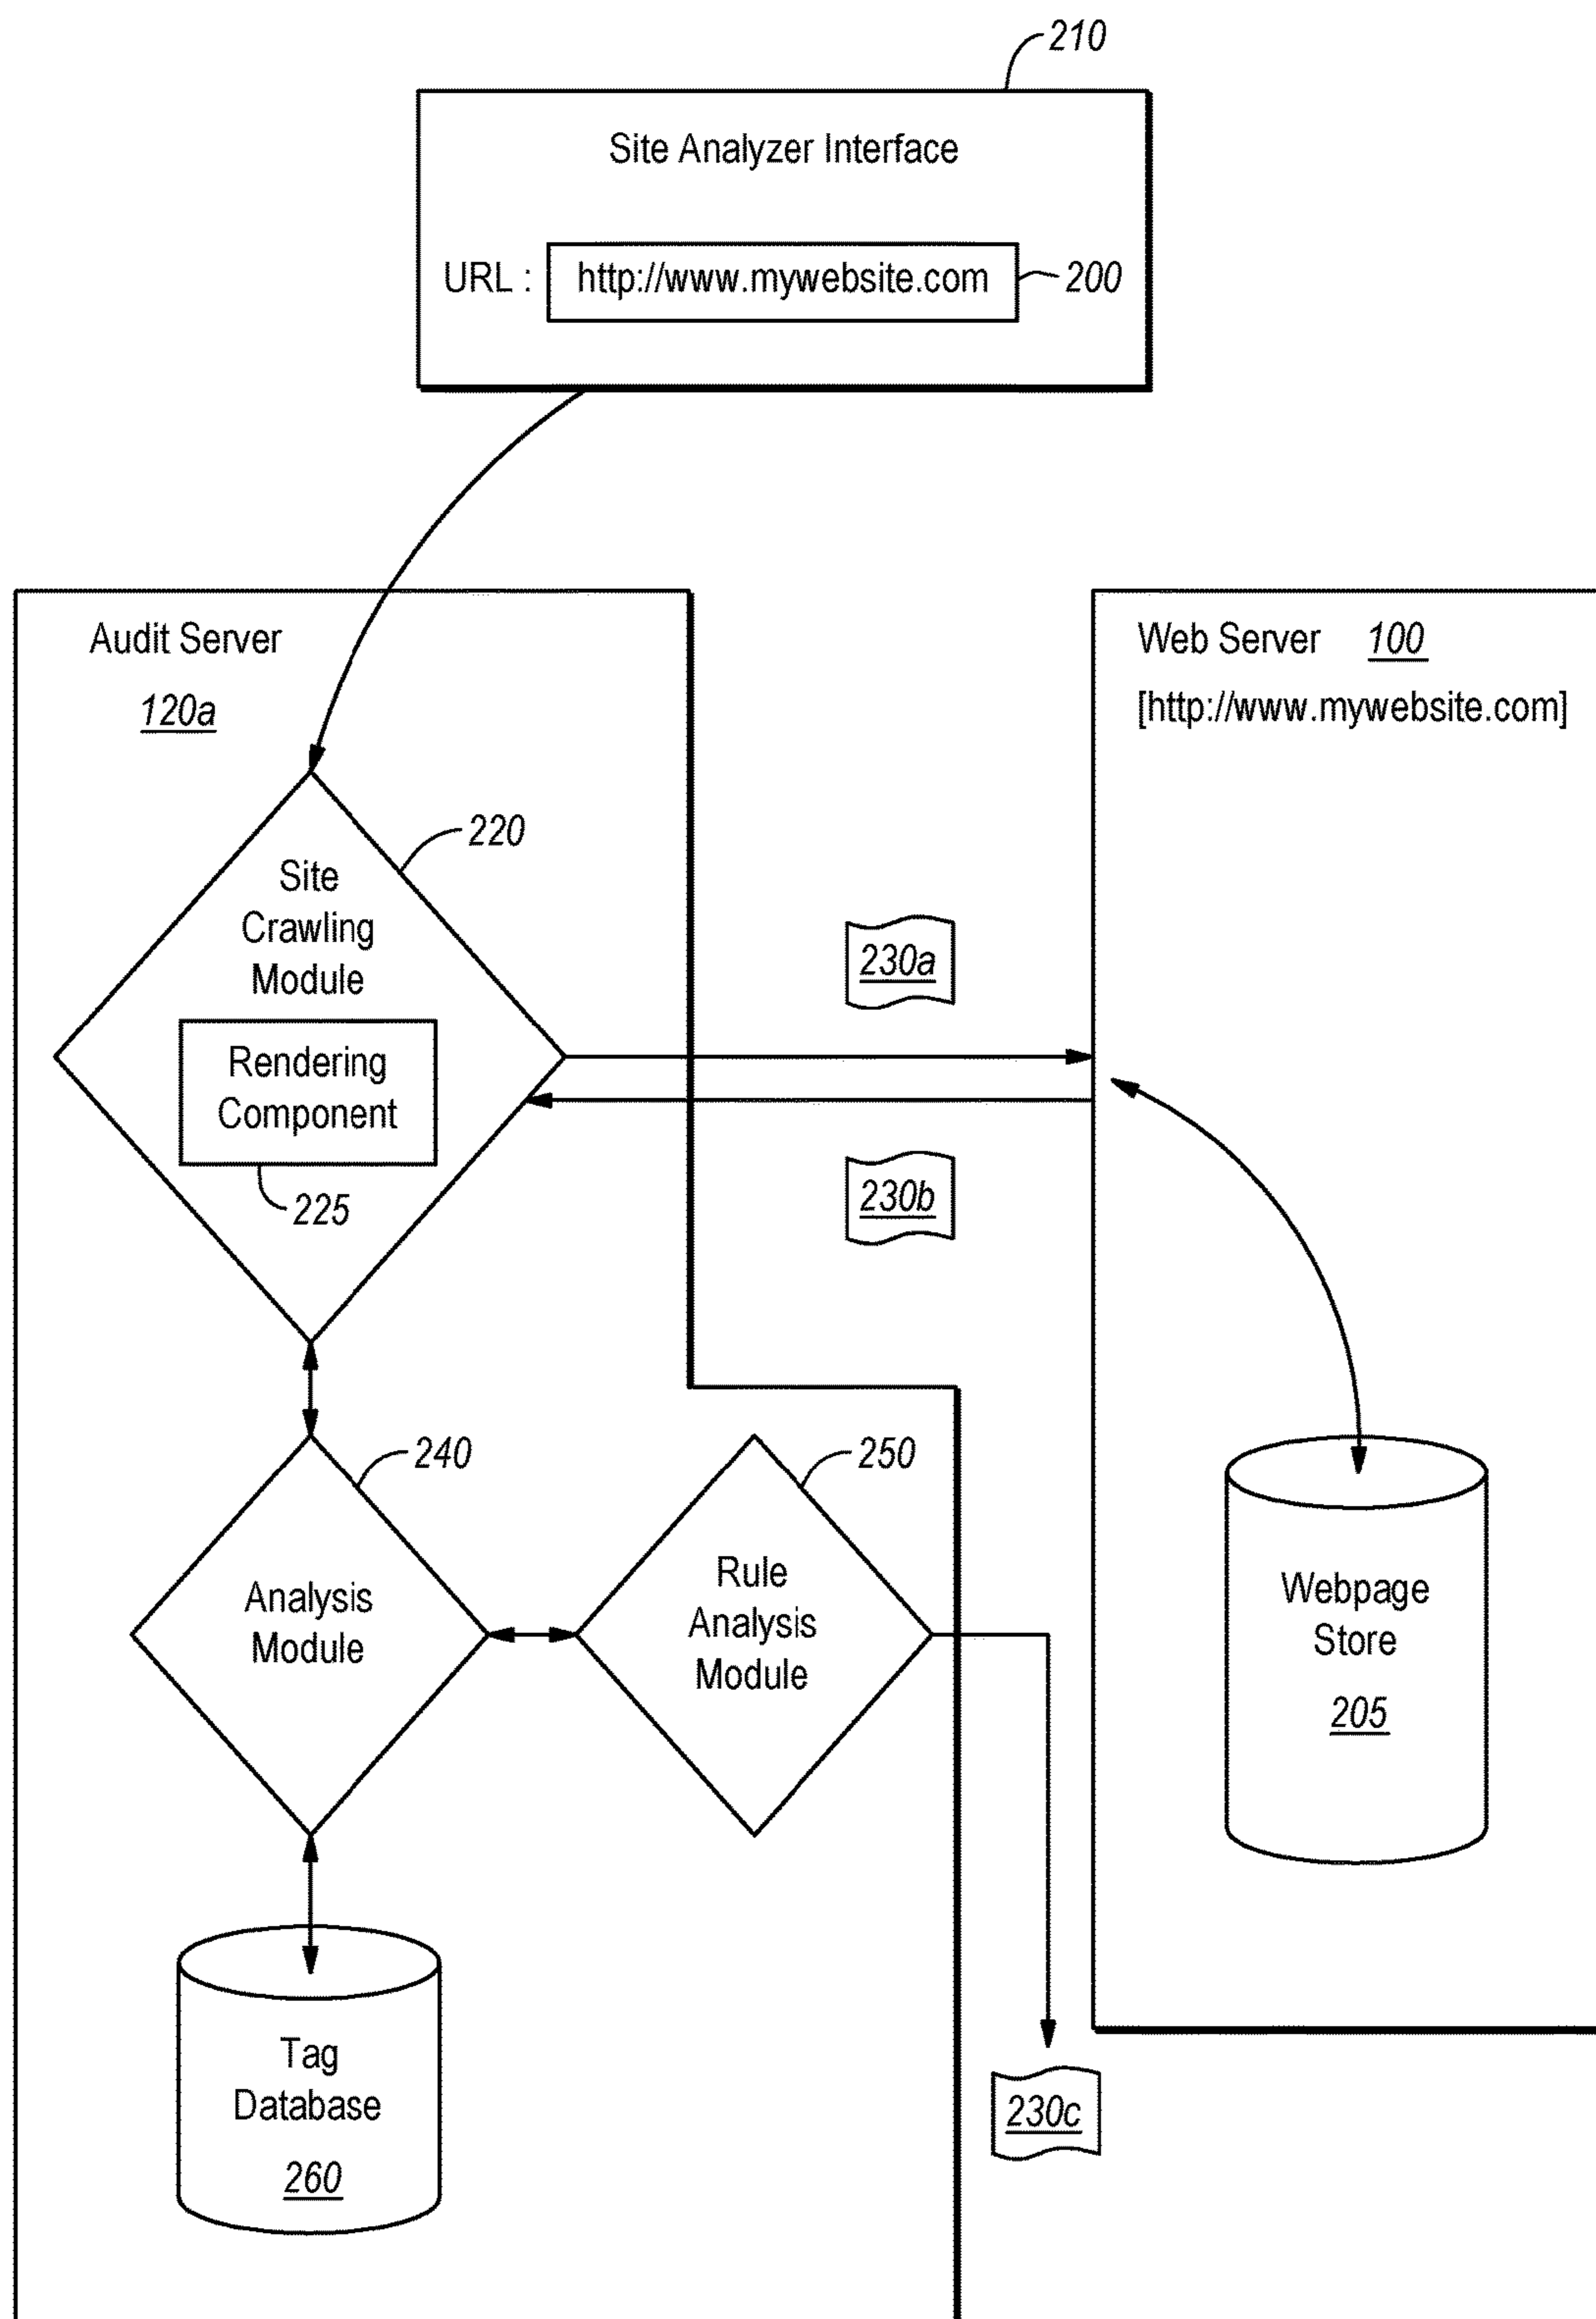 210
Site Analyzer Interface
URL : http://www.mywebsite.com 200
Audit Server
120a
Web Server 100
[http://www.mywebsite.com]
220
Site
Crawling
Module
Rendering
Component
225
230a
230b
240
Analysis
Module
250
Rule
Analysis
Module
Webpage
Store
205
Tag
Database
260
230c